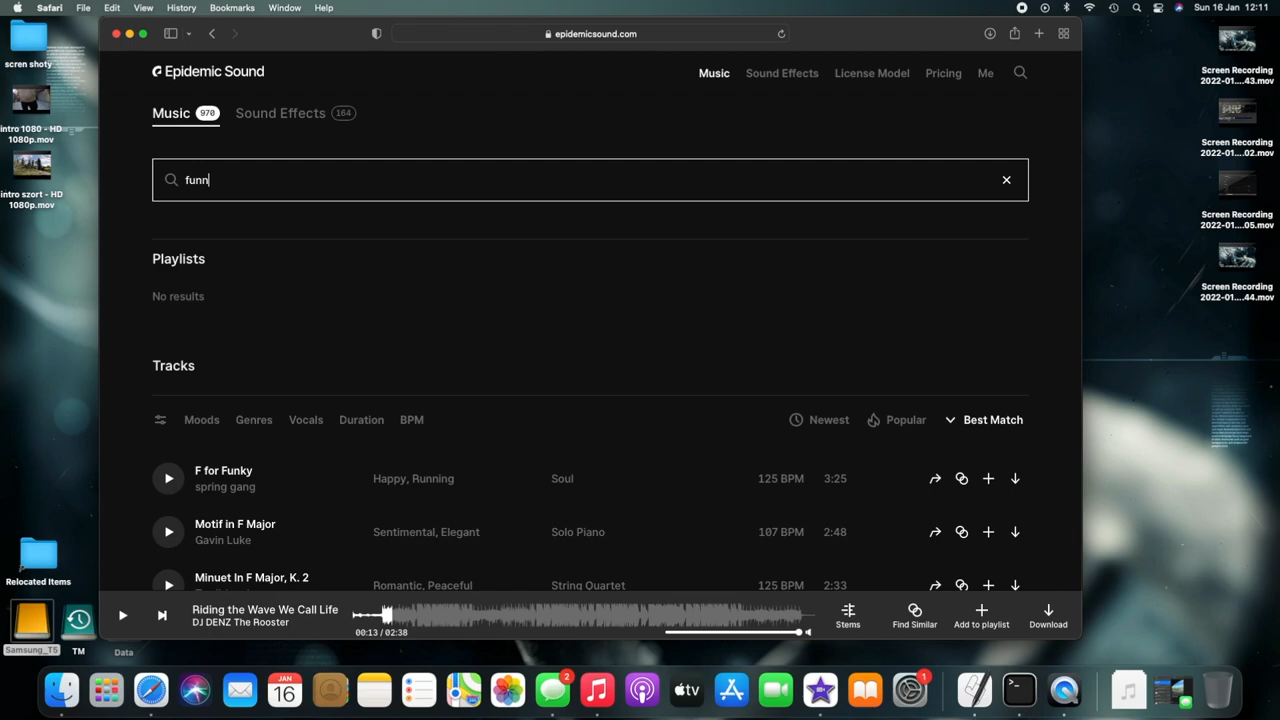 Safari File Edit View History Bookmarks Window Help Sun 16 Jan 12:11
epidemicsound.com
scren shoty
intro 1080 - HD
1080p.mov
intro szort - HD
1080p.mov
Relocated Items
Samsung_T5
TM
Data
Epidemic Sound
Music Sound Effects License Model Pricing Me
Music 970 Sound Effects 164
funn
Playlists
No results
Tracks
Moods Genres Vocals Duration BPM Newest Popular Best Match
F for Funky Happy, Running Soul 125 BPM 3:25
spring gang
Motif in F Major Sentimental, Elegant Solo Piano 107 BPM 2:48
Gavin Luke
Minuet In F Major, K. 2 Romantic, Peaceful String Quartet 125 BPM 2:33
Riding the Wave We Call Life
DJ DENZ The Rooster
00:13 / 02:38
Stems Find Similar Add to playlist Download
Screen Recording
2022-01....43.mov
Screen Recording
2022-01....02.mov
Screen Recording
2022-01....05.mov
Screen Recording
2022-01....44.mov
JAN
16
2
tv
1